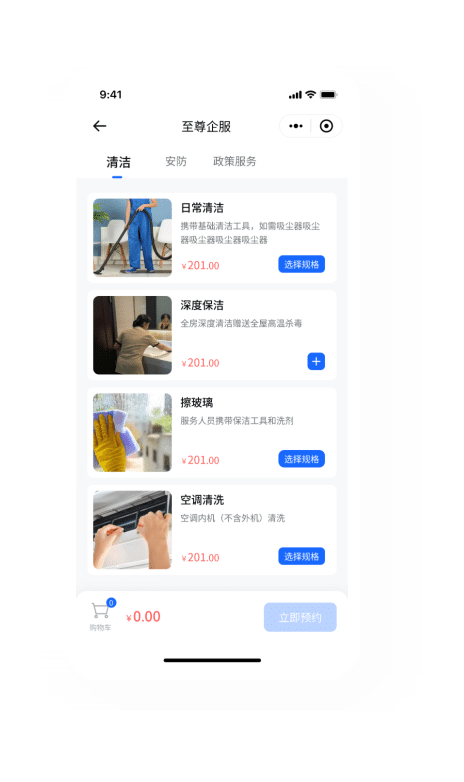 9:41
至尊企服
清洁 安防 政策服务
日常清洁
携带基础清洁工具，如需吸尘器吸尘
器吸尘器吸尘器吸尘器
¥201.00 选择规格
深度保洁
全房深度清洁赠送全屋高温杀毒
¥201.00 +
擦玻璃
服务人员携带保洁工具和洗剂
¥201.00 选择规格
空调清洗
空调内机（不含外机）清洗
¥201.00 选择规格
0
¥0.00 立即预约
购物车